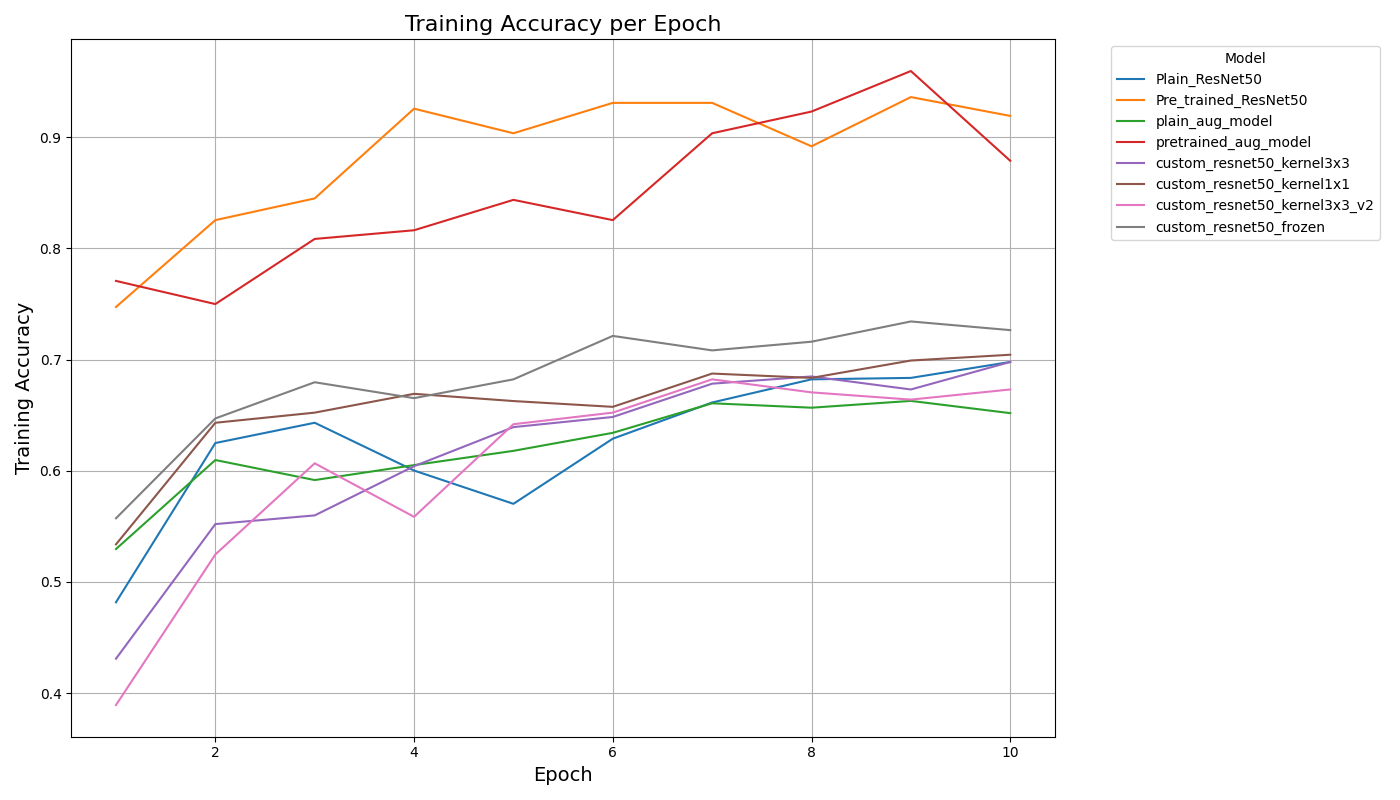 Training Accuracy per Epoch
Training Accuracy
0.9
0.8
0.7
0.6
0.5
0.4
2
4
6
8
10
Epoch
Model
Plain_ResNet50
Pre_trained_ResNet50
plain_aug_model
pretrained_aug_model
custom_resnet50_kernel3x3
custom_resnet50_kernel1x1
custom_resnet50_kernel3x3_v2
custom_resnet50_frozen